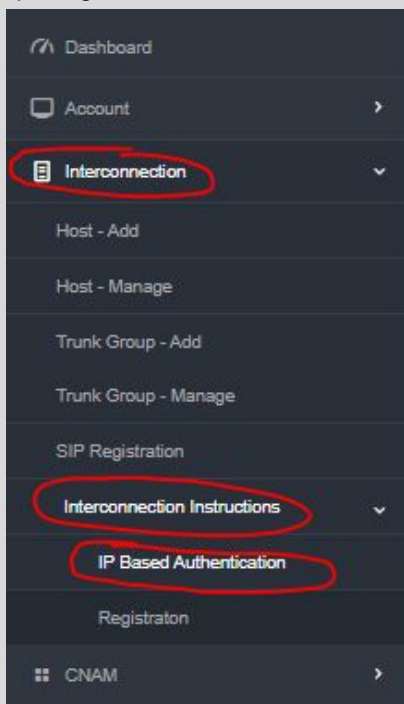 Dashboard
Account
Interconnection
Host - Add
Host - Manage
Trunk Group - Add
Trunk Group - Manage
SIP Registration
Interconnection Instructions
IP Based Authentication
Registraton
CNAM